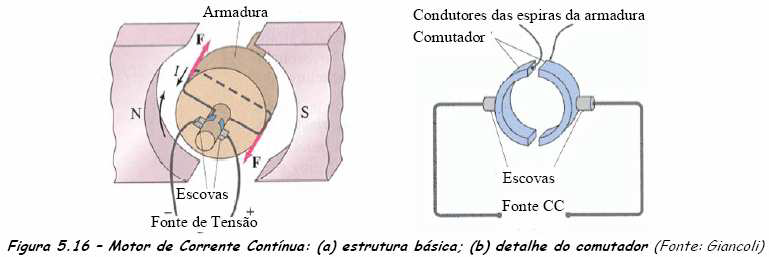 Armadura
F
I
N
S
F
Escovas
–
+
Fonte de Tensão
Condutores das espiras da armadura
Comutador
Escovas
Fonte CC
Figura 5.16 – Motor de Corrente Contínua: (a) estrutura básica; (b) detalhe do comutador (Fonte: Giancoli)